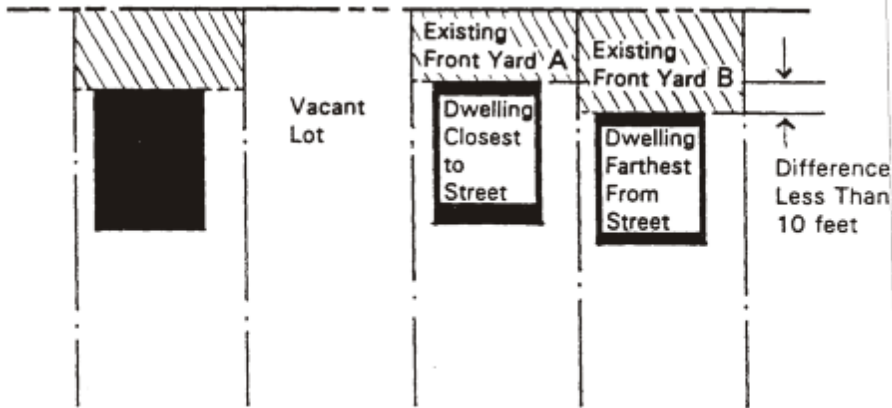 Existing
Front Yard A
Existing
Front Yard B
Vacant
Lot
Dwelling
Closest
to
Street
Dwelling
Farthest
From
Street
Difference
Less Than
10 feet